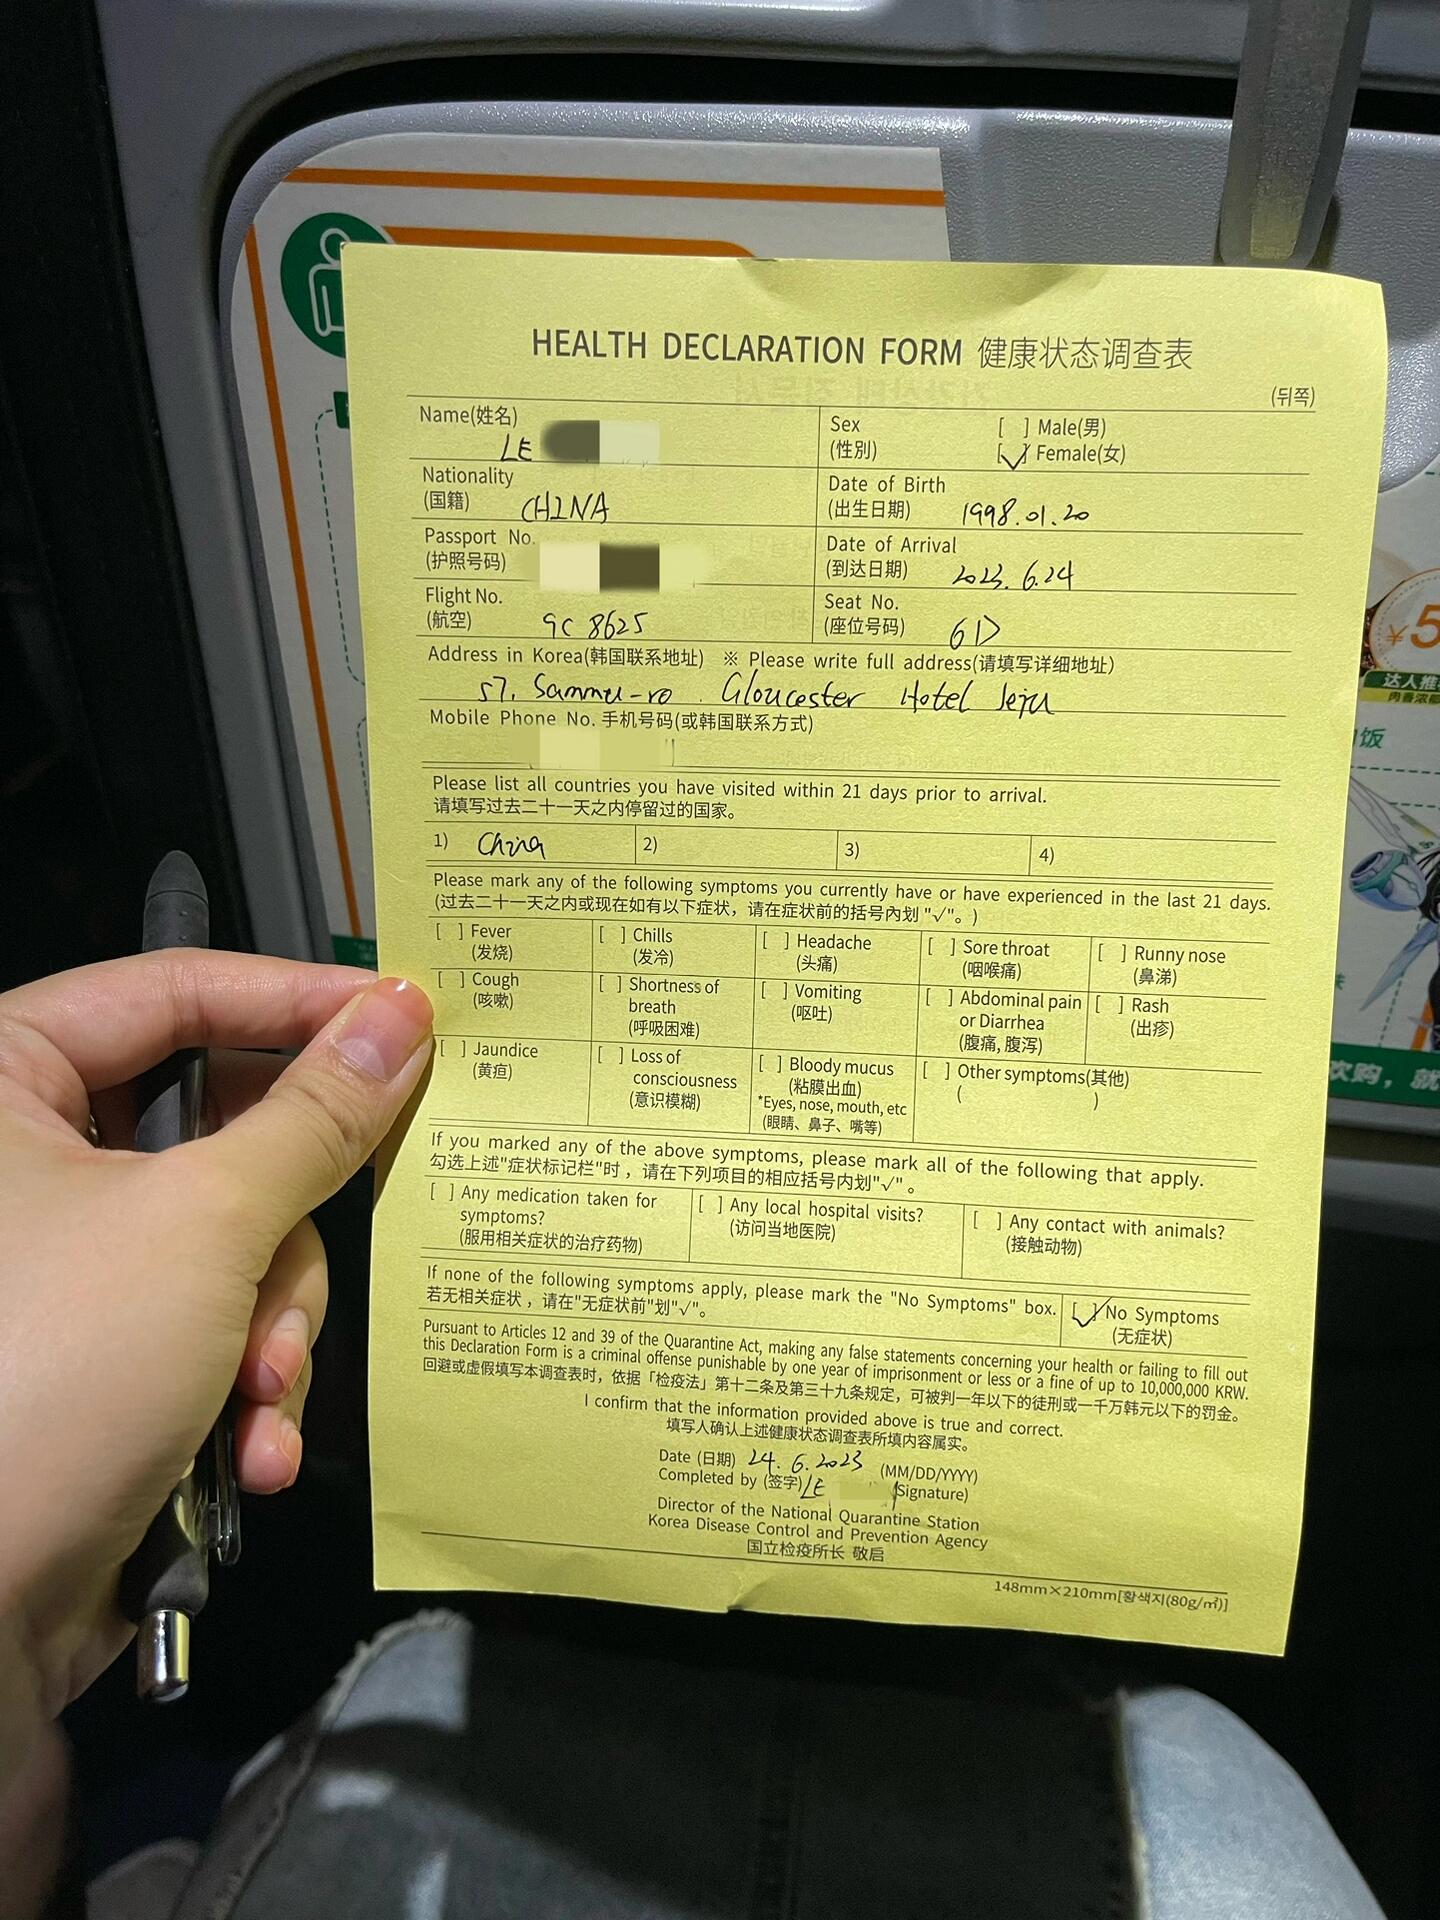 HEALTH DECLARATION FORM 健康状态调查表
(뒤쪽)
Name(姓名)
LE
Sex
(性别)
[ ] Male(男)
[✓] Female(女)
Nationality
(国籍)
CHINA
Date of Birth
(出生日期)
1998.01.20
Passport No.
(护照号码)
Date of Arrival
(到达日期)
2023.6.24
Flight No.
(航空)
9C 8625
Seat No.
(座位号码)
6D
Address in Korea(韩国联系地址) ※ Please write full address(请填写详细地址)
57, Sammu-ro. Gloucester Hotel Jeju
Mobile Phone No. 手机号码(或韩国联系方式)
Please list all countries you have visited within 21 days prior to arrival.
请填写过去二十一天之内停留过的国家。
1) China 2) 3) 4)
Please mark any of the following symptoms you currently have or have experienced in the last 21 days.
(过去二十一天之内或现在如有以下症状，请在症状前的括号內划 "√"。)
[ ] Fever
(发烧)
[ ] Chills
(发冷)
[ ] Headache
(头痛)
[ ] Sore throat
(咽喉痛)
[ ] Runny nose
(鼻涕)
[ ] Cough
(咳嗽)
[ ] Shortness of
breath
(呼吸困难)
[ ] Vomiting
(呕吐)
[ ] Abdominal pain
or Diarrhea
(腹痛, 腹泻)
[ ] Rash
(出疹)
[ ] Jaundice
(黄疸)
[ ] Loss of
consciousness
(意识模糊)
[ ] Bloody mucus
(粘膜出血)
*Eyes, nose, mouth, etc
(眼睛、鼻子、嘴等)
[ ] Other symptoms(其他)
( )
If you marked any of the above symptoms, please mark all of the following that apply.
勾选上述"症状标记栏"时，请在下列项目的相应括号内划"√"。
[ ] Any medication taken for
symptoms?
(服用相关症状的治疗药物)
[ ] Any local hospital visits?
(访问当地医院)
[ ] Any contact with animals?
(接触动物)
If none of the following symptoms apply, please mark the "No Symptoms" box.
若无相关症状，请在"无症状前"划"√"。
[✓] No Symptoms
(无症状)
Pursuant to Articles 12 and 39 of the Quarantine Act, making any false statements concerning your health or failing to fill out
this Declaration Form is a criminal offense punishable by one year of imprisonment or less or a fine of up to 10,000,000 KRW.
回避或虚假填写本调查表时，依据「检疫法」第十二条及第三十九条规定，可被判一年以下的徒刑或一千万韩元以下的罚金。
I confirm that the information provided above is true and correct.
填写人确认上述健康状态调查表所填内容属实。
Date (日期) 24.6.2023 (MM/DD/YYYY)
Completed by (签字) LE (Signature)
Director of the National Quarantine Station
Korea Disease Control and Prevention Agency
国立检疫所长 敬启
148mm×210mm[황색지(80g/㎡)]
¥5
达人推
饭
欢购，就